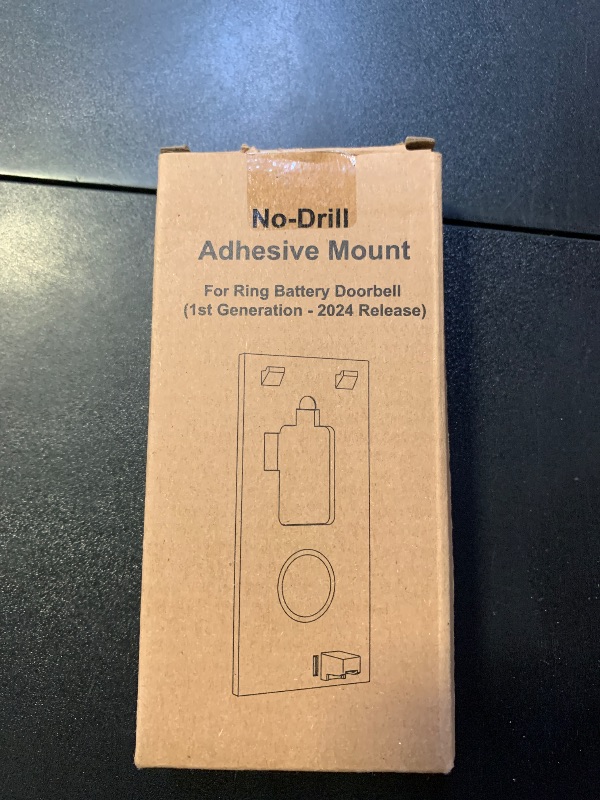 No-Drill
Adhesive Mount
For Ring Battery Doorbell
(1st Generation - 2024 Release)